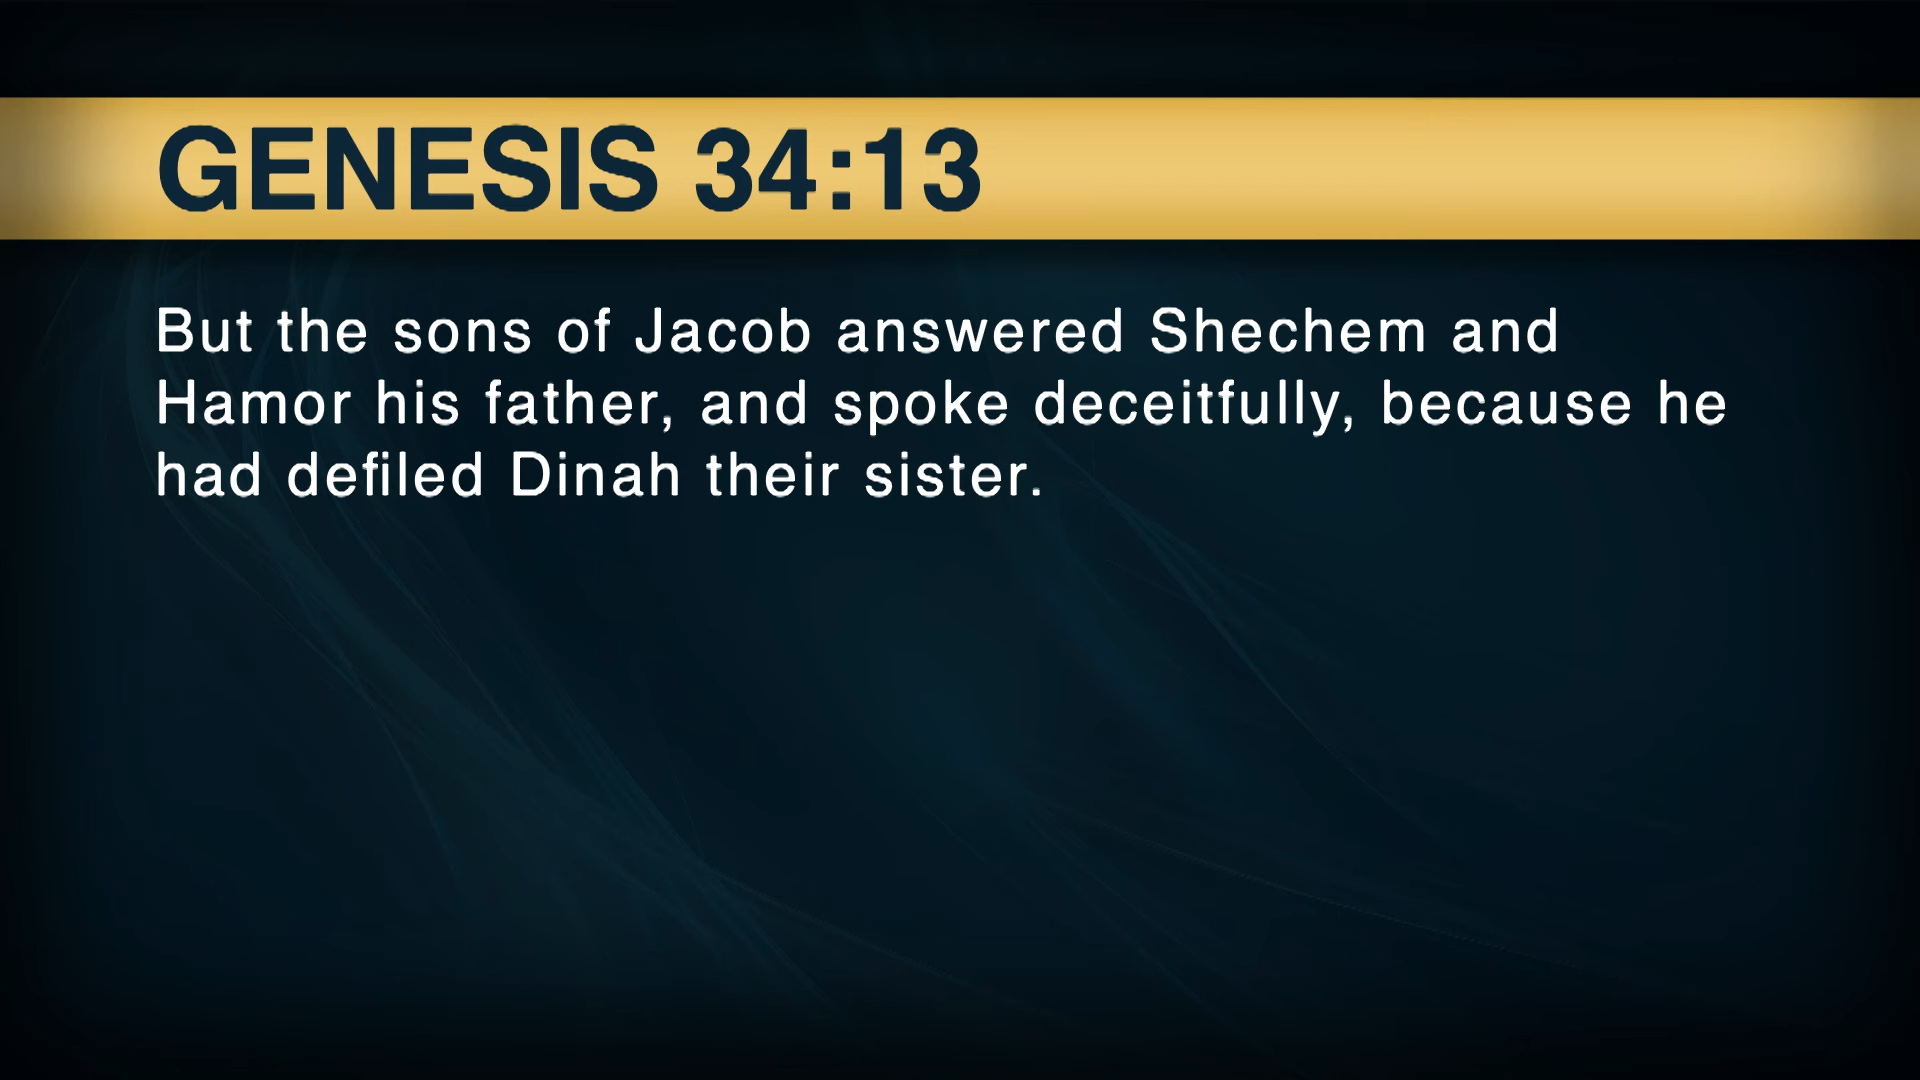 GENESIS 34:13
But the sons of Jacob answered Shechem and
Hamor his father, and spoke deceitfully, because he
had defiled Dinah their sister.